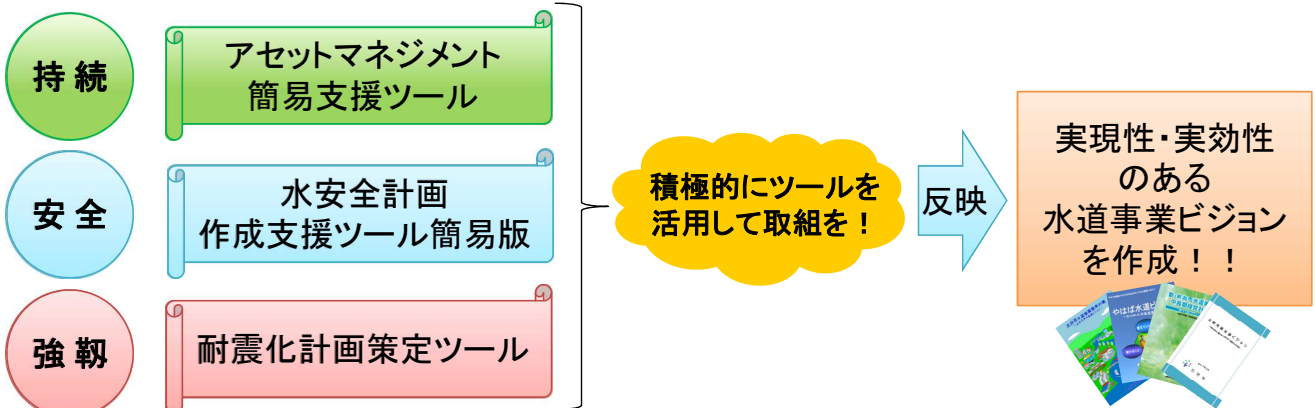 持続
アセットマネジメント
簡易支援ツール
安全
水安全計画
作成支援ツール簡易版
強靱
耐震化計画策定ツール
積極的にツールを
活用して取組を！
反映
実現性・実効性
のある
水道事業ビジョン
を作成！！
やはば水道ビ